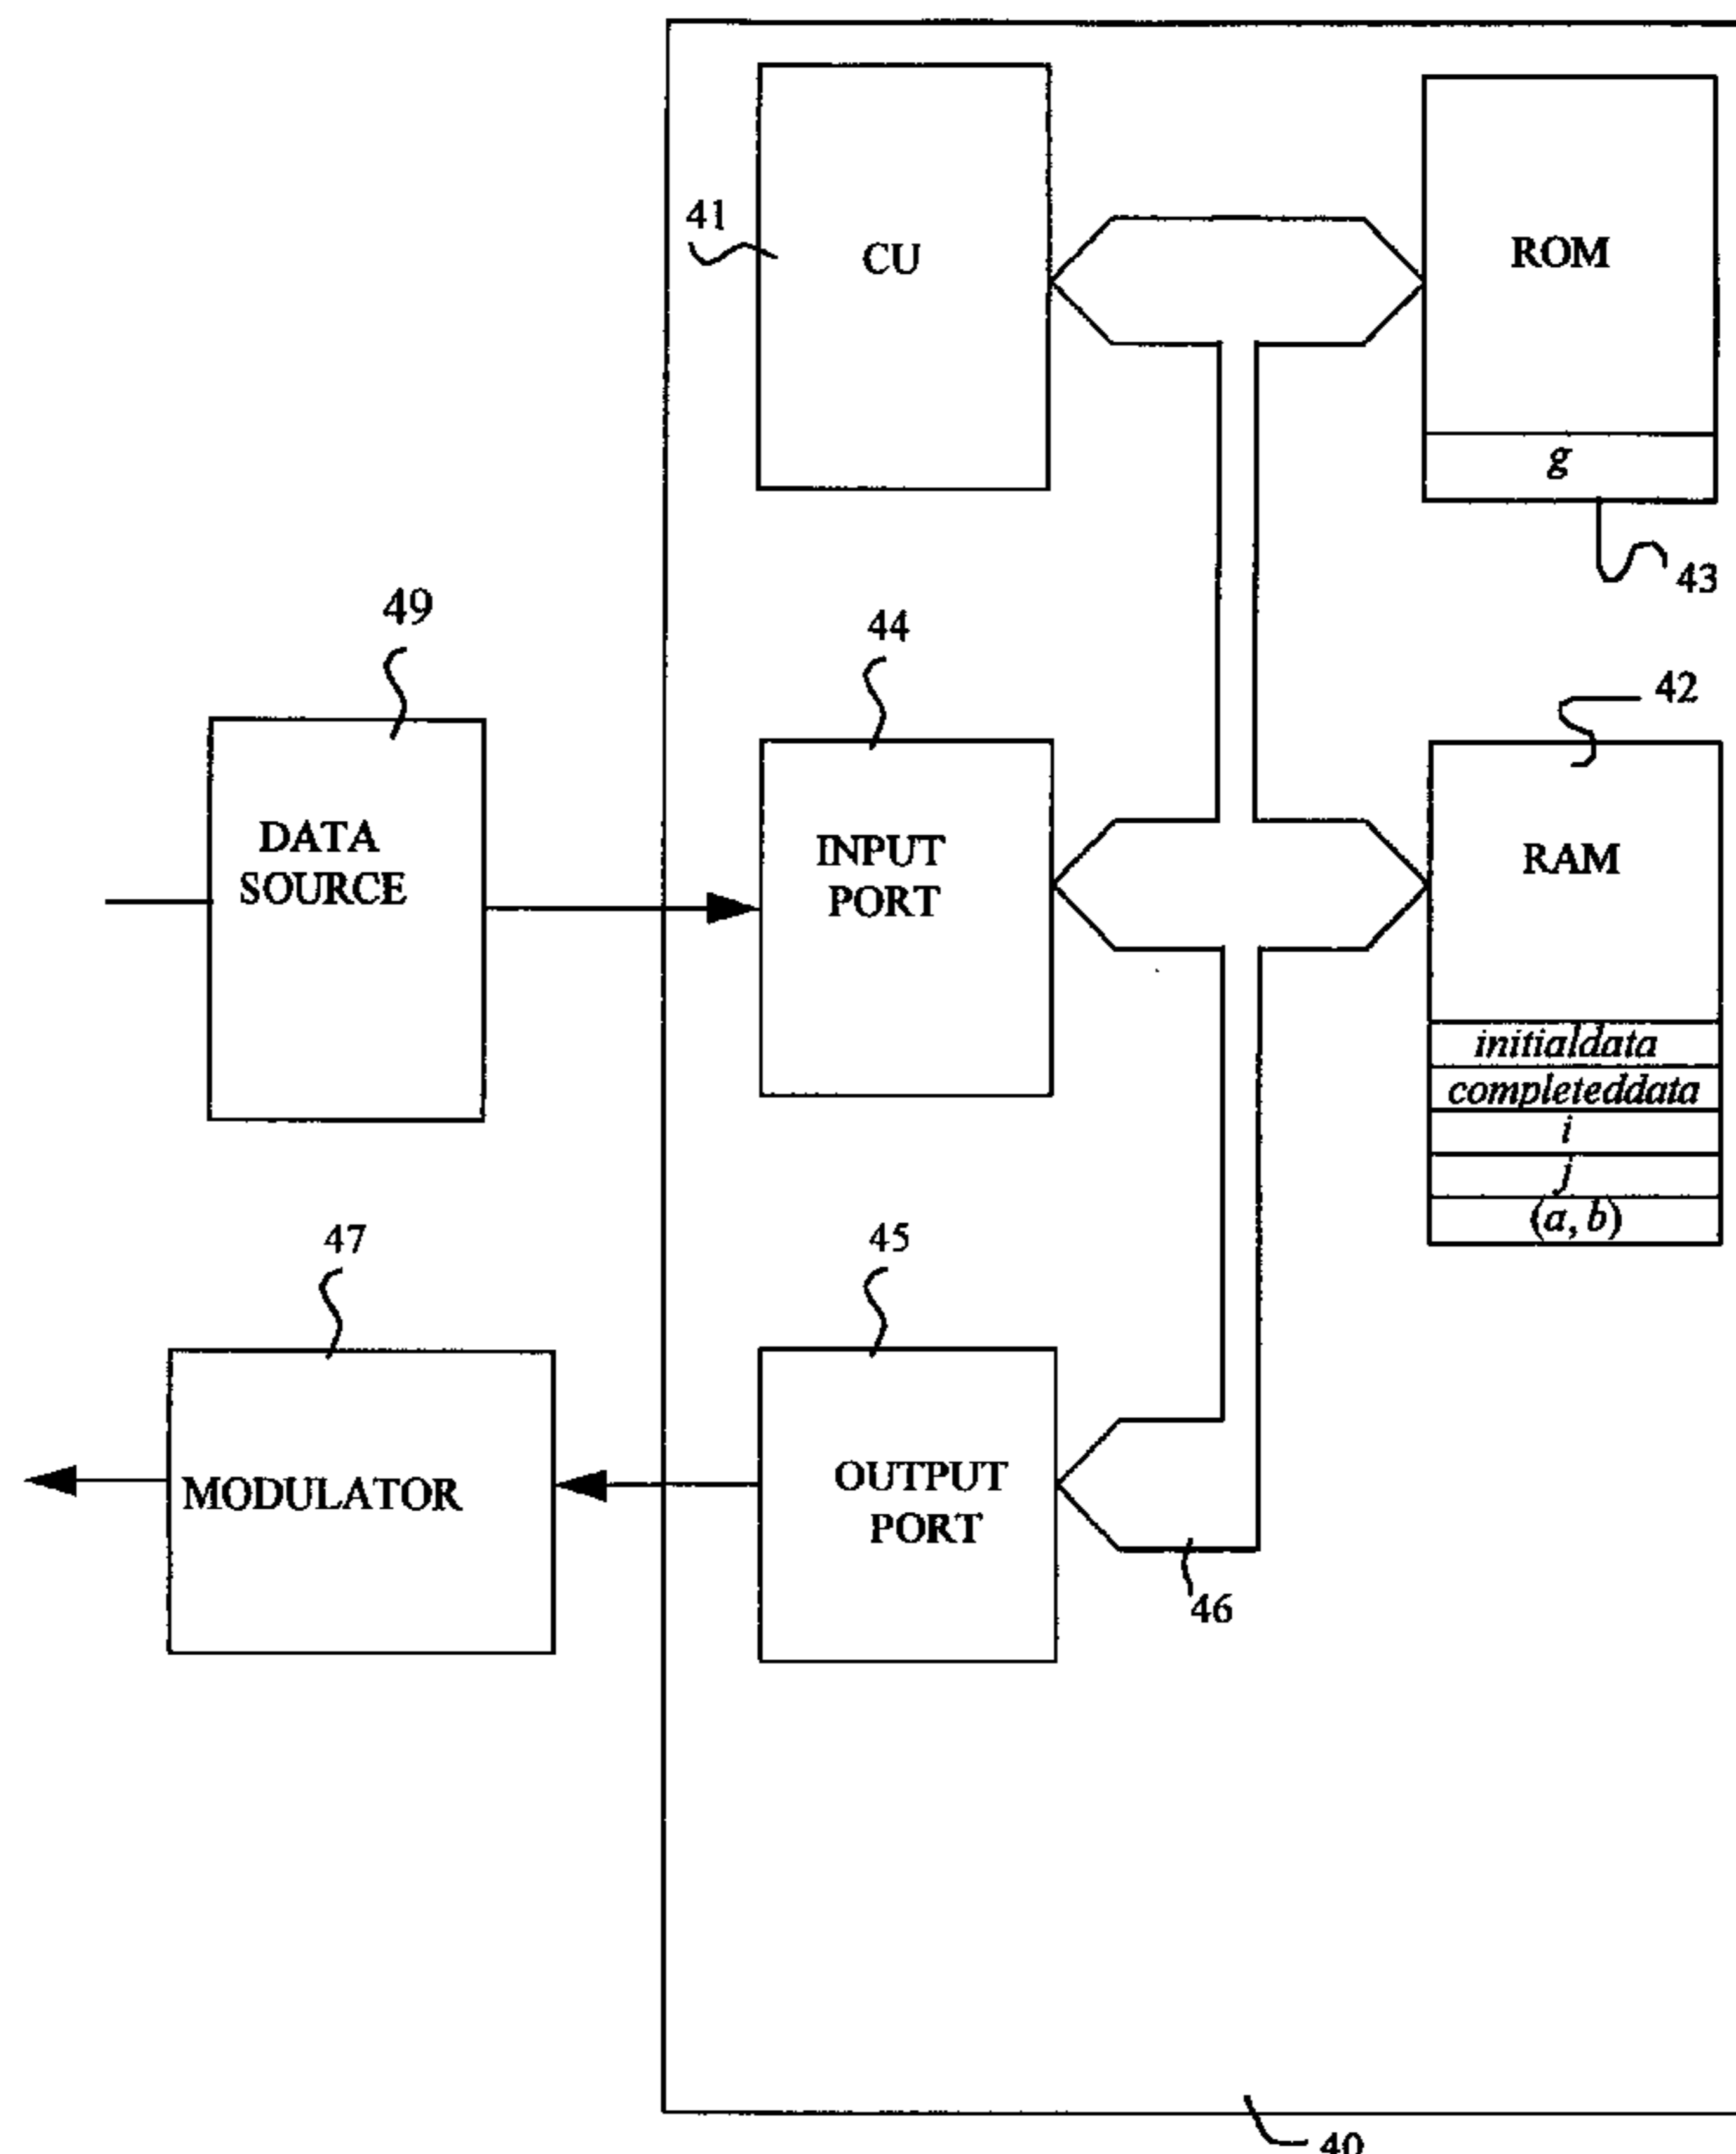 41
CU
ROM
g
43
49
44
42
DATA
SOURCE
INPUT
PORT
RAM
initialdata
completeddata
i
j
(a, b)
47
45
MODULATOR
OUTPUT
PORT
46
40